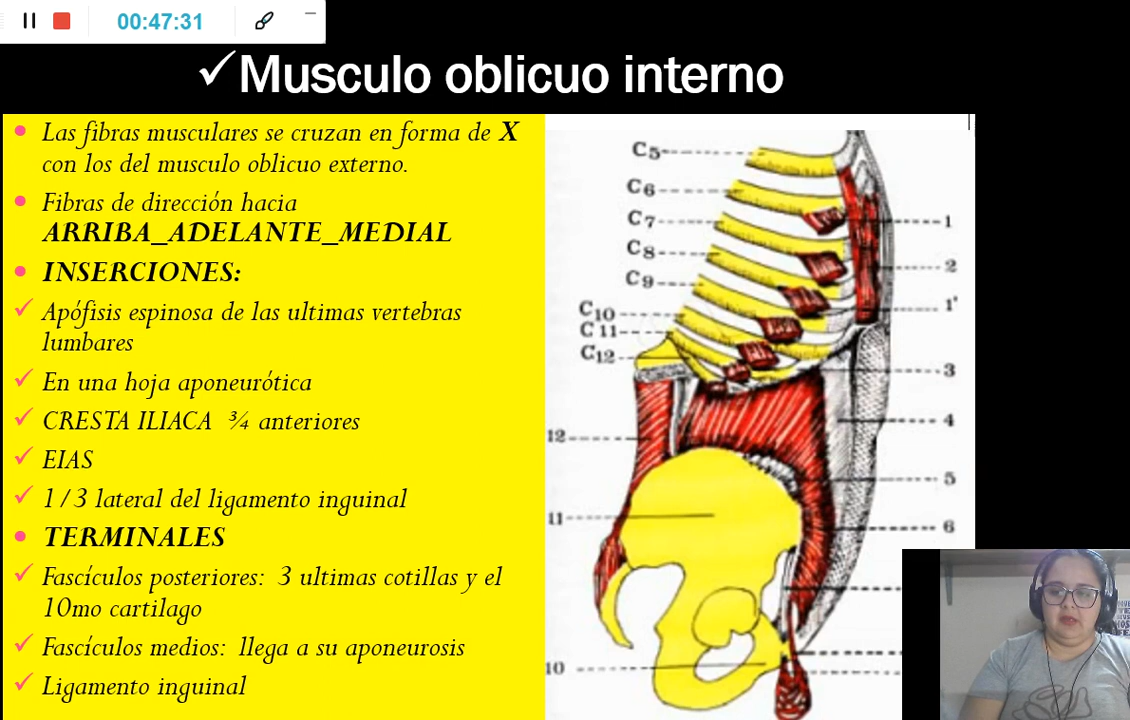 00:47:31
✓Musculo oblicuo interno
• Las fibras musculares se cruzan en forma de X
con los del musculo oblicuo externo.
• Fibras de dirección hacia
ARRIBA_ADELANTE_MEDIAL
• INSERCIONES:
✓ Apófisis espinosa de las ultimas vertebras
lumbares
✓ En una hoja aponeurótica
✓ CRESTA ILIACA ¾ anteriores
✓ EIAS
✓ 1/3 lateral del ligamento inguinal
• TERMINALES
✓ Fascículos posteriores: 3 ultimas cotillas y el
10mo cartilago
✓ Fascículos medios: llega a su aponeurosis
✓ Ligamento inguinal
C5
C6
C7
C8
C9
C10
C11
C12
12
11
10
1
2
1'
3
4
5
6